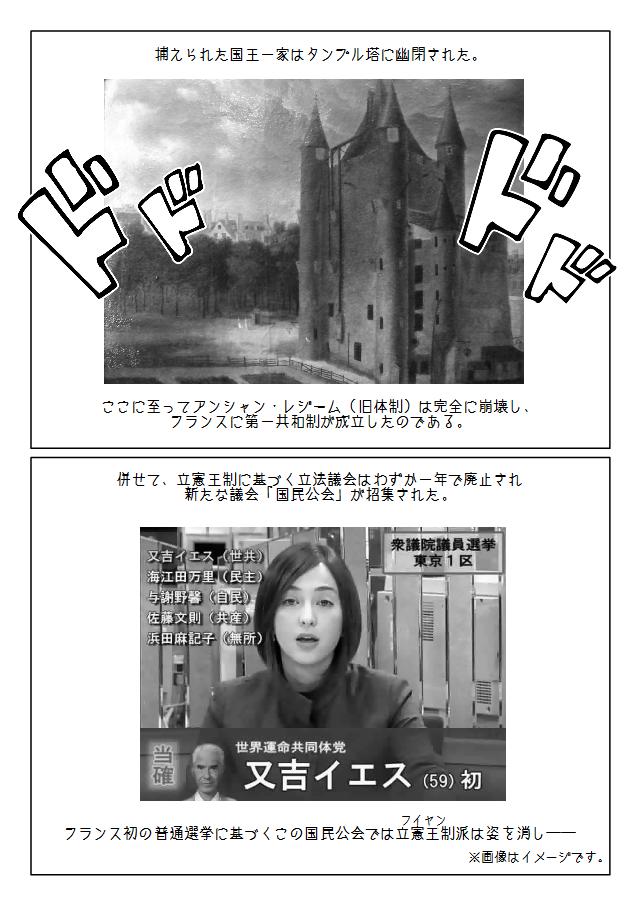 捕えられた国王一家はタンプル塔に幽閉された。
ドド
ドド
ここに至ってアンシャン・レジーム（旧体制）は完全に崩壊し、
フランスに第一共和制が成立したのである。
併せて、立憲王制に基づく立法議会はわずか一年で廃止され
新たな議会「国民公会」が招集された。
衆議院議員選挙
東京１区
又吉イエス（世共）
海江田万里（民主）
与謝野馨（自民）
佐藤文則（共産）
浜田麻記子（無所）
当確
世界運命共同体党
又吉イエス（59）初
フイヤン
フランス初の普通選挙に基づくこの国民公会では立憲王制派は姿を消し――
※画像はイメージです。